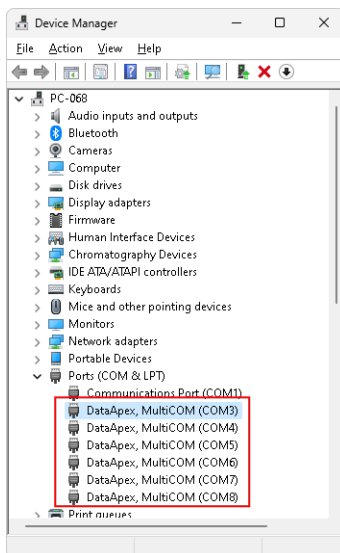 Device Manager
File Action View Help
PC-068
Audio inputs and outputs
Bluetooth
Cameras
Computer
Disk drives
Display adapters
Firmware
Human Interface Devices
Chromatography Devices
IDE ATA/ATAPI controllers
Keyboards
Mice and other pointing devices
Monitors
Network adapters
Portable Devices
Ports (COM & LPT)
Communications Port (COM1)
DataApex, MultiCOM (COM3)
DataApex, MultiCOM (COM4)
DataApex, MultiCOM (COM5)
DataApex, MultiCOM (COM6)
DataApex, MultiCOM (COM7)
DataApex, MultiCOM (COM8)
Print queues